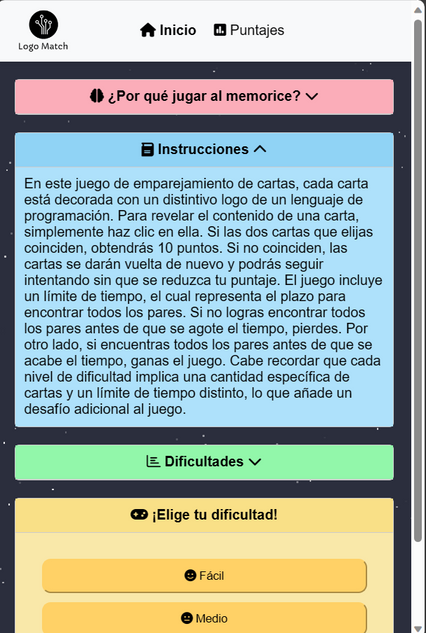 Inicio
Puntajes
Logo Match
¿Por qué jugar al memorice?
Instrucciones
En este juego de emparejamiento de cartas, cada carta
está decorada con un distintivo logo de un lenguaje de
programación. Para revelar el contenido de una carta,
simplemente haz clic en ella. Si las dos cartas que elijas
coinciden, obtendrás 10 puntos. Si no coinciden, las
cartas se darán vuelta de nuevo y podrás seguir
intentando sin que se reduzca tu puntaje. El juego incluye
un límite de tiempo, el cual representa el plazo para
encontrar todos los pares. Si no logras encontrar todos
los pares antes de que se agote el tiempo, pierdes. Por
otro lado, si encuentras todos los pares antes de que se
acabe el tiempo, ganas el juego. Cabe recordar que cada
nivel de dificultad implica una cantidad específica de
cartas y un límite de tiempo distinto, lo que añade un
desafío adicional al juego.
Dificultades
¡Elige tu dificultad!
Fácil
Medio